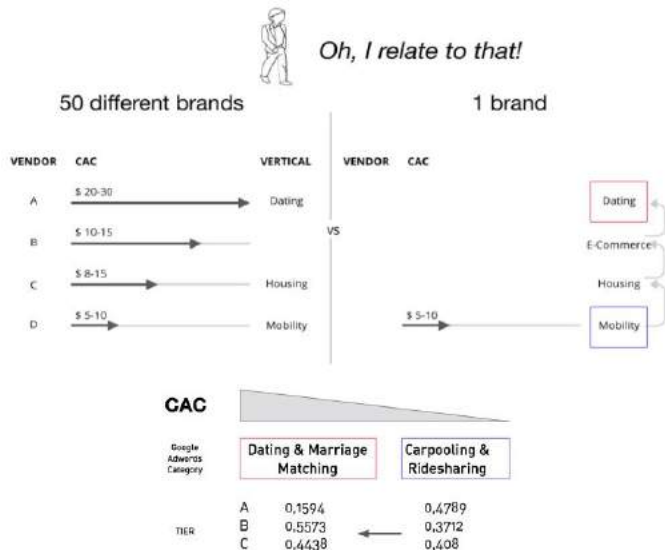 Oh, I relate to that!
50 different brands
1 brand
VENDOR CAC VERTICAL
VENDOR CAC
A $ 20-30 Dating
B $ 10-15
C $ 8-15 Housing
D $ 5-10 Mobility
VS
Dating
E-Commerce
Housing
$ 5-10 Mobility
CAC
Google
Adwords
Category
Dating & Marriage
Matching
Carpooling &
Ridesharing
TIER
A 0,1594 0,4789
B 0,5573 0,3712
C 0,4438 0,408